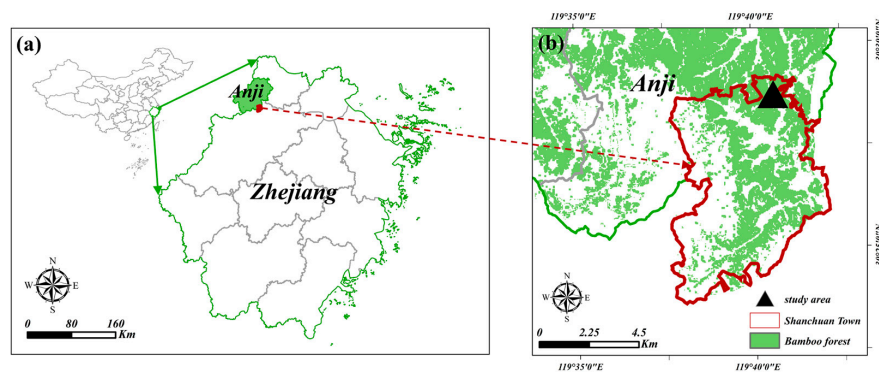 (a)
Anji
Zhejiang
N
W
E
S
0 80 160
Km
119°35'0"E
119°40'0"E
(b)
Anji
N
W
E
S
0 2.25 4.5
Km
study area
Shanchuan Town
Bamboo forest
119°35'0"E
119°40'0"E